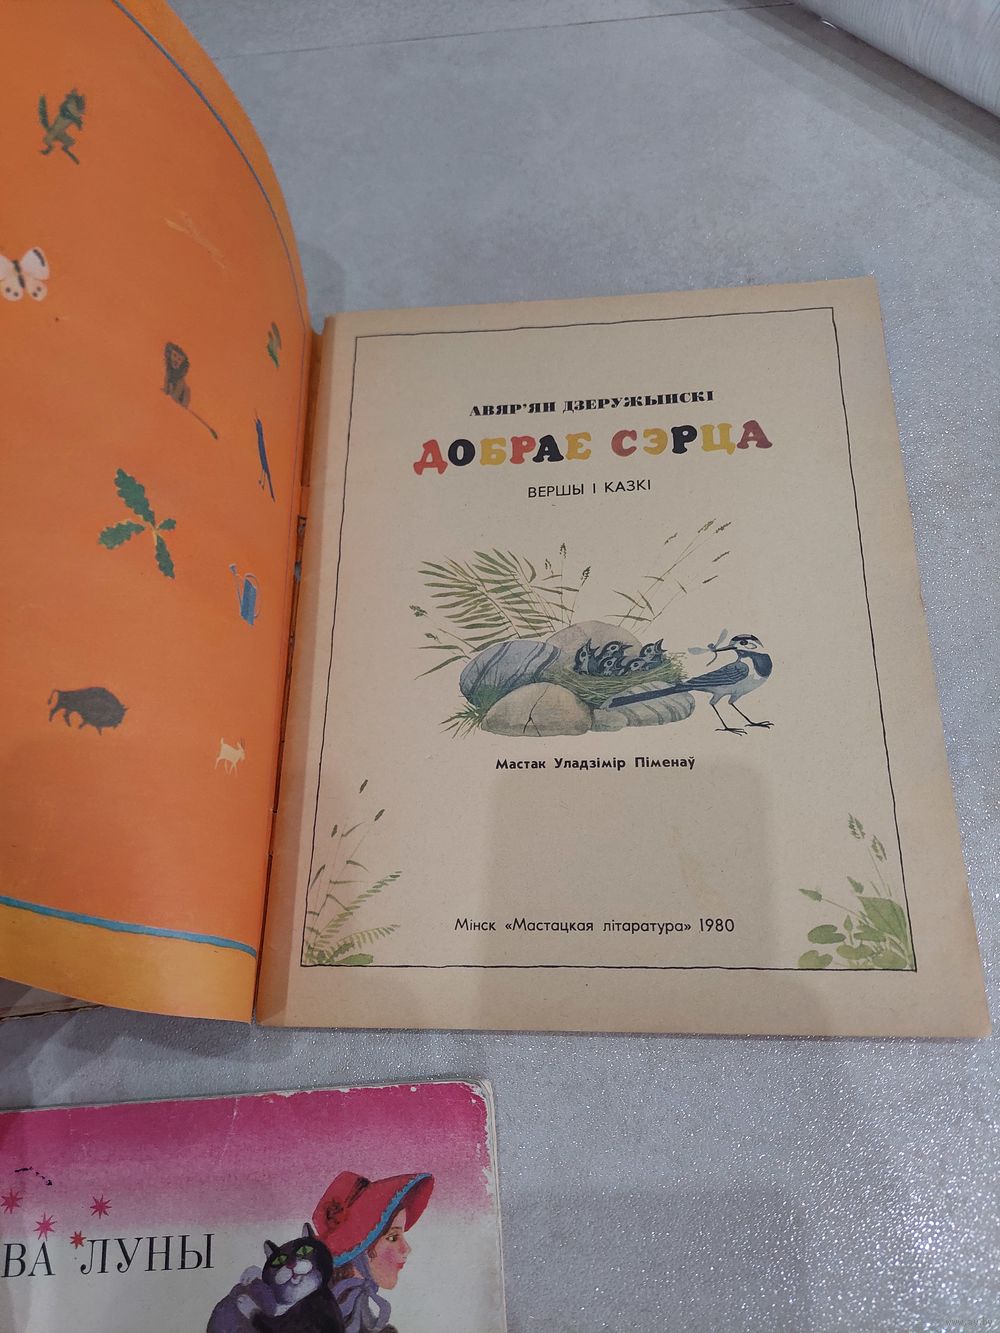 АВЯР'ЯН ДЗЕРУЖЫНСКІ
ДОБРАЕ СЭРЦА
ВЕРШЫ І КАЗКІ
Мастак Уладзімір Піменаў
Мінск «Мастацкая літаратура» 1980
ВА ЛУНЫ